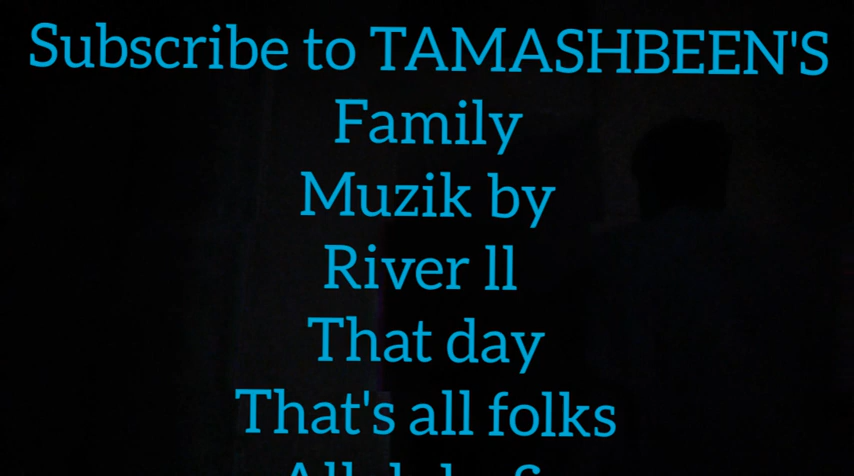 Subscribe to TAMASHBEEN'S
Family
Muzik by
River ll
That day
That's all folks